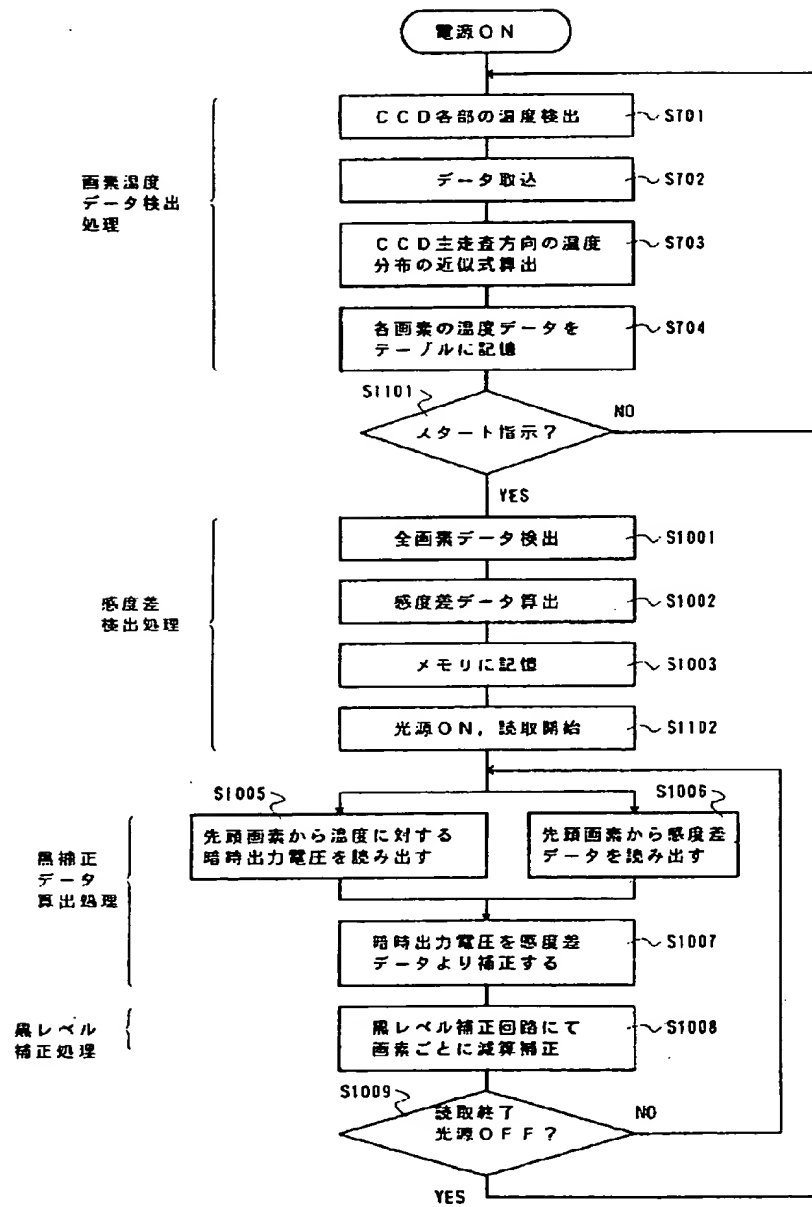 電源ON
CCD各部の温度検出
S701
データ取込
S702
画素温度
データ検出
処理
CCD主走査方向の温度
分布の近似式算出
S703
各画素の温度データを
テーブルに記憶
S704
S1101
スタート指示?
NO
YES
全画素データ検出
S1001
感度差データ算出
S1002
感度差
検出処理
メモリに記憶
S1003
光源ON,読取開始
S1102
S1005
S1006
先頭画素から温度に対する
暗時出力電圧を読み出す
先頭画素から感度差
データを読み出す
黒補正
データ
算出処理
暗時出力電圧を感度差
データより補正する
S1007
黒レベル
補正処理
黒レベル補正回路にて
画素ごとに減算補正
S1008
S1009
読取終了
光源OFF?
NO
YES